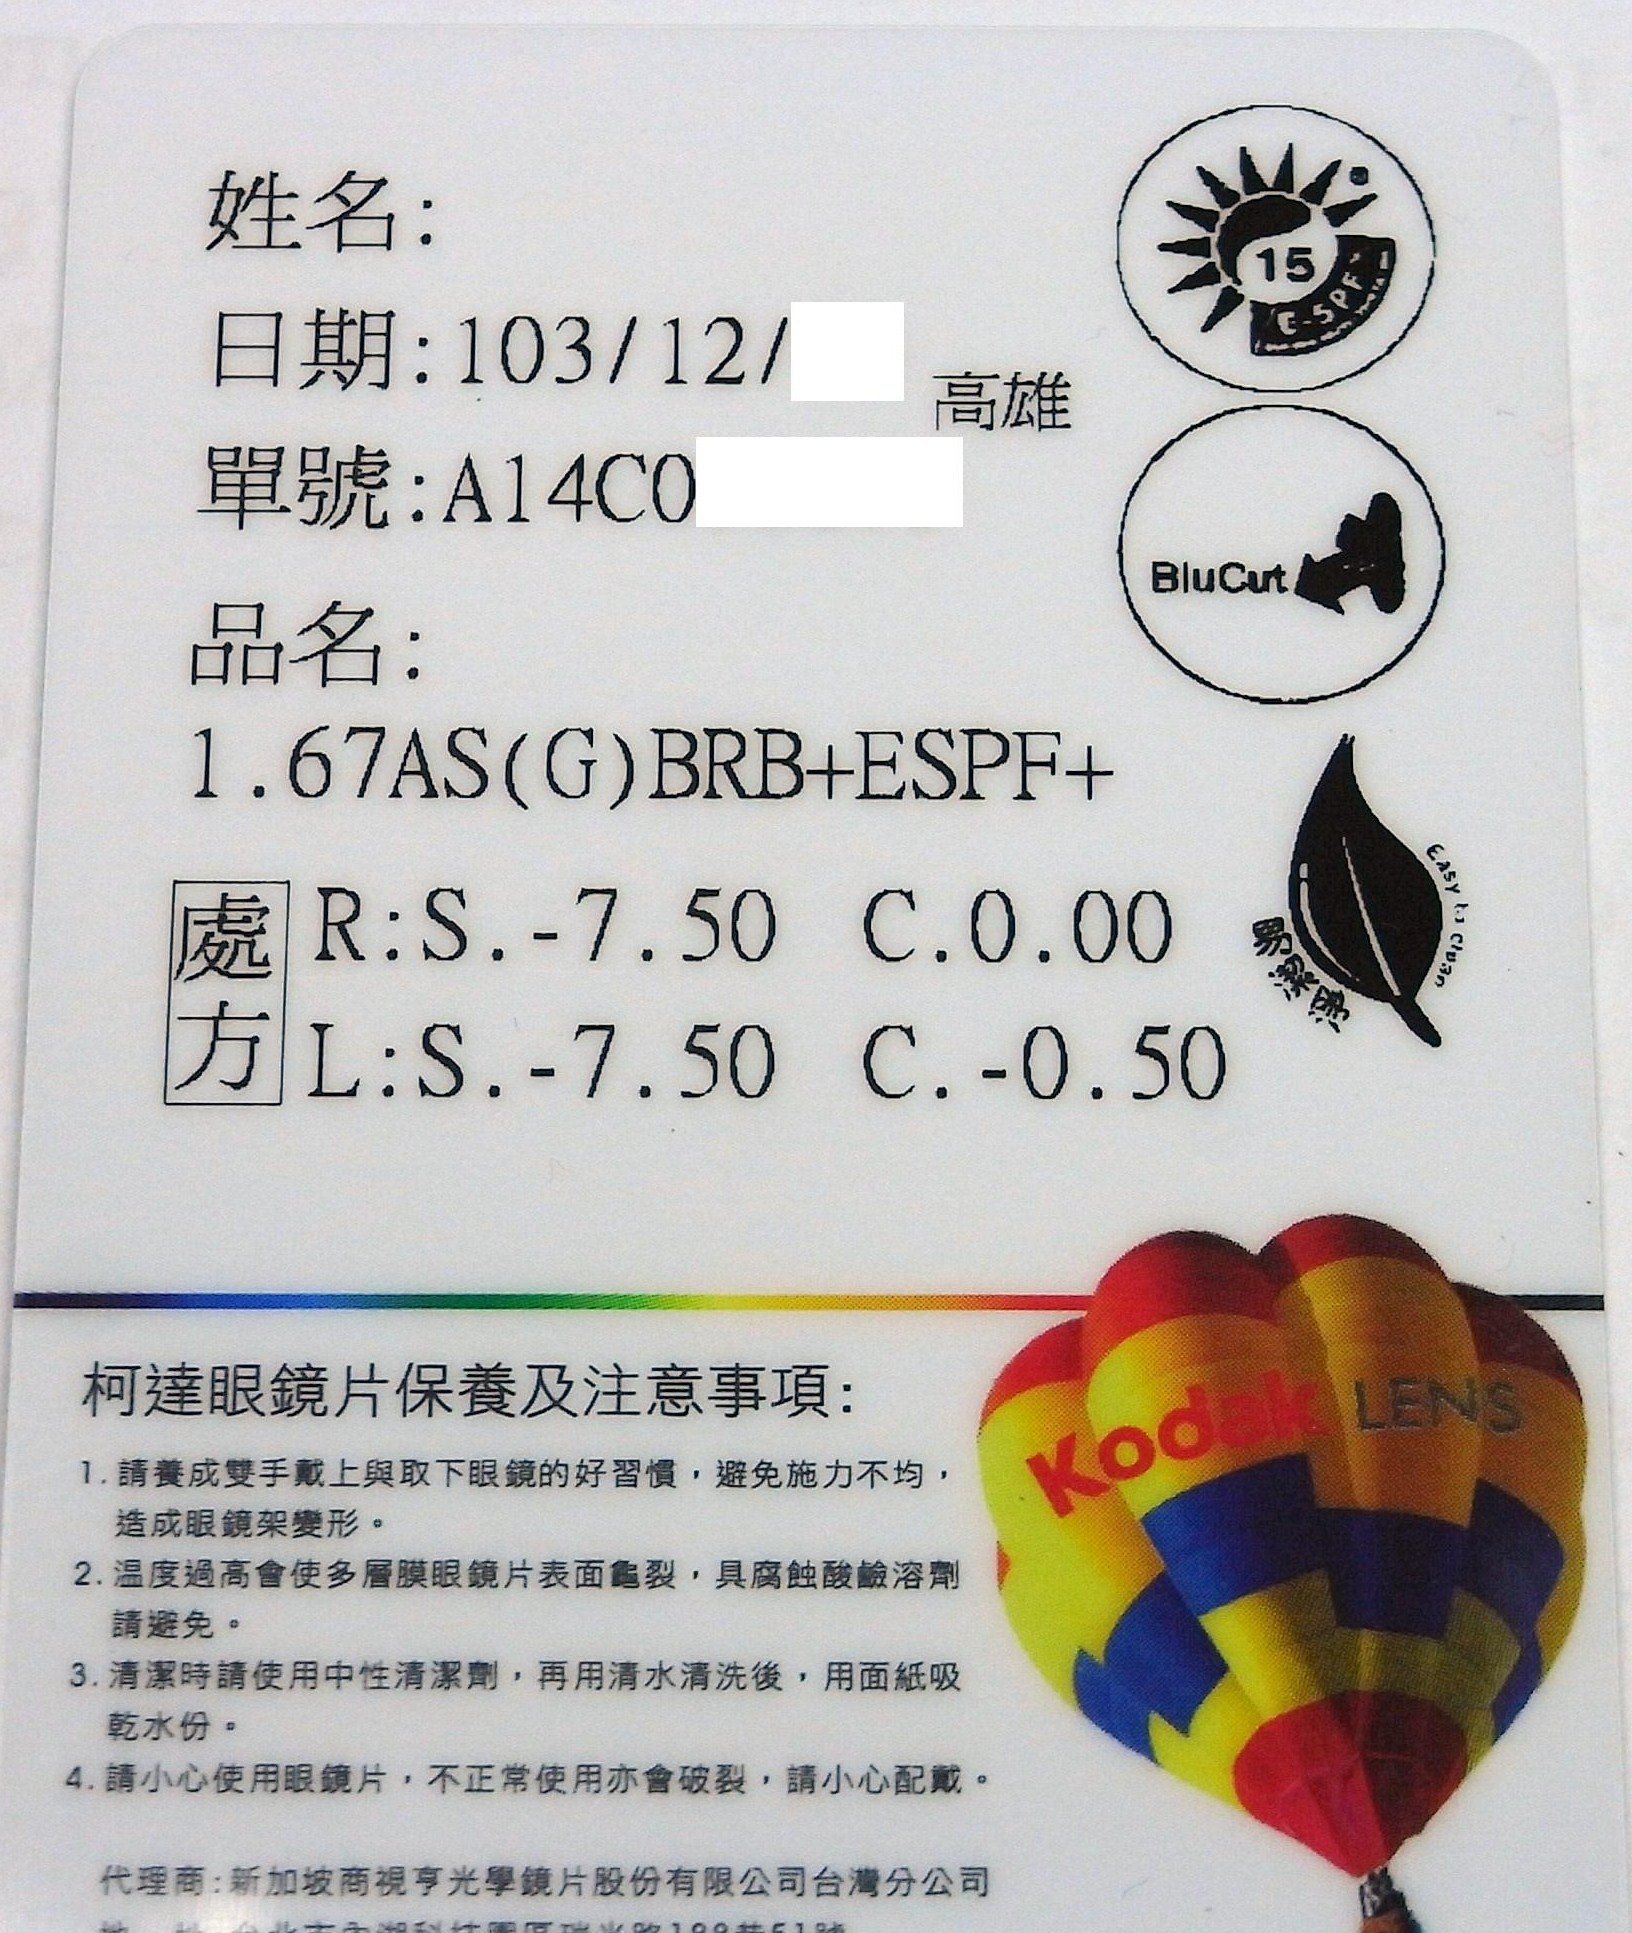 姓名:
日期:103/12/
高雄
單號:A14C0
品名:
1.67AS(G)BRB+ESPF+
處方
R:S.-7.50 C.0.00
L:S.-7.50 C.-0.50
15
E-SPF
BluCut
Easy to Clean
易潔淨
Kodak LENS
柯達眼鏡片保養及注意事項:
1. 請養成雙手戴上與取下眼鏡的好習慣，避免施力不均，
造成眼鏡架變形。
2. 温度過高會使多層膜眼鏡片表面龜裂，具腐蝕酸鹼溶劑
請避免。
3. 清潔時請使用中性清潔劑，再用清水清洗後，用面紙吸
乾水份。
4. 請小心使用眼鏡片，不正常使用亦會破裂，請小心配戴。
代理商:新加坡商視亨光學鏡片股份有限公司台灣分公司